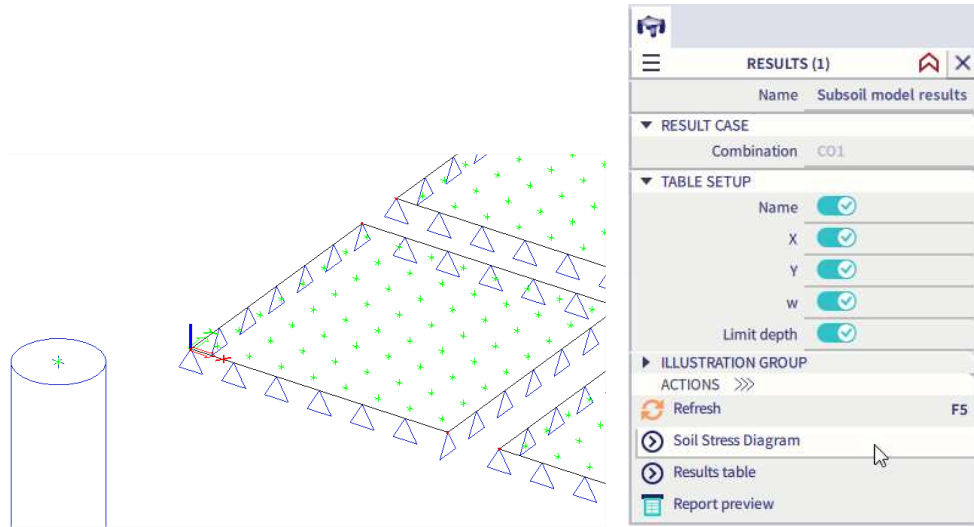 RESULTS (1)
Name Subsoil model results
RESULT CASE
Combination CO1
TABLE SETUP
Name
X
Y
w
Limit depth
ILLUSTRATION GROUP
ACTIONS >>>
Refresh F5
Soil Stress Diagram
Results table
Report preview